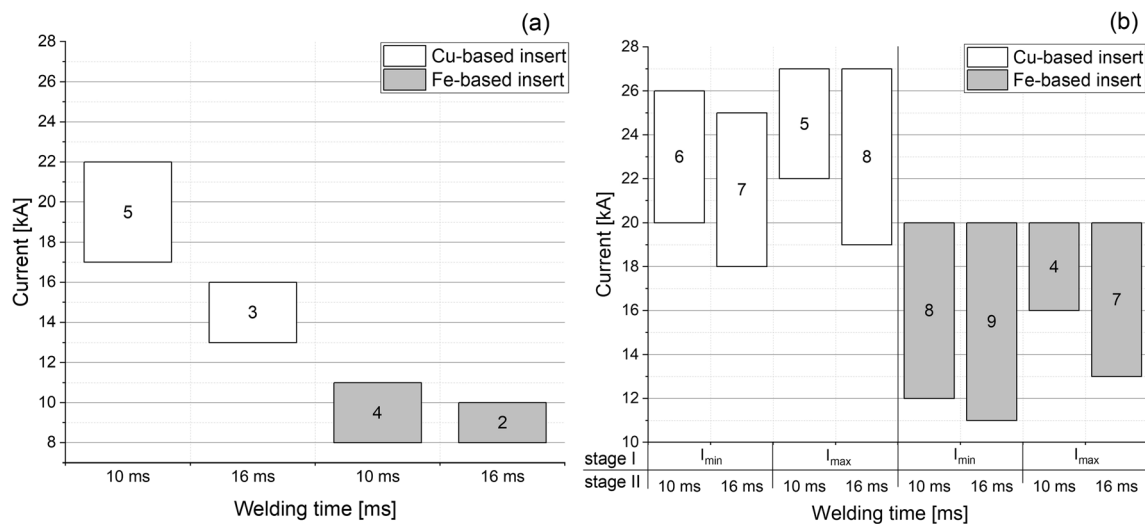 (a)
Cu-based insert
Fe-based insert
Current [kA]
28
26
24
22
20
18
16
14
12
10
8
5
3
4
2
10 ms 16 ms 10 ms 16 ms
Welding time [ms]
(b)
Cu-based insert
Fe-based insert
Current [kA]
28
26
24
22
20
18
16
14
12
10
6
7
5
8
8
9
4
7
stage I Imin Imax Imin Imax
stage II 10 ms 16 ms 10 ms 16 ms 10 ms 16 ms 10 ms 16 ms
Welding time [ms]